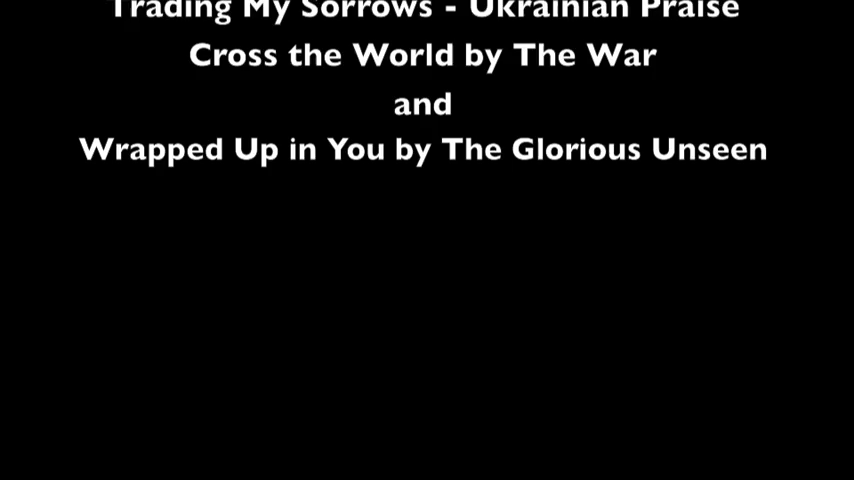 Trading My Sorrows - Ukrainian Praise
Cross the World by The War
and
Wrapped Up in You by The Glorious Unseen